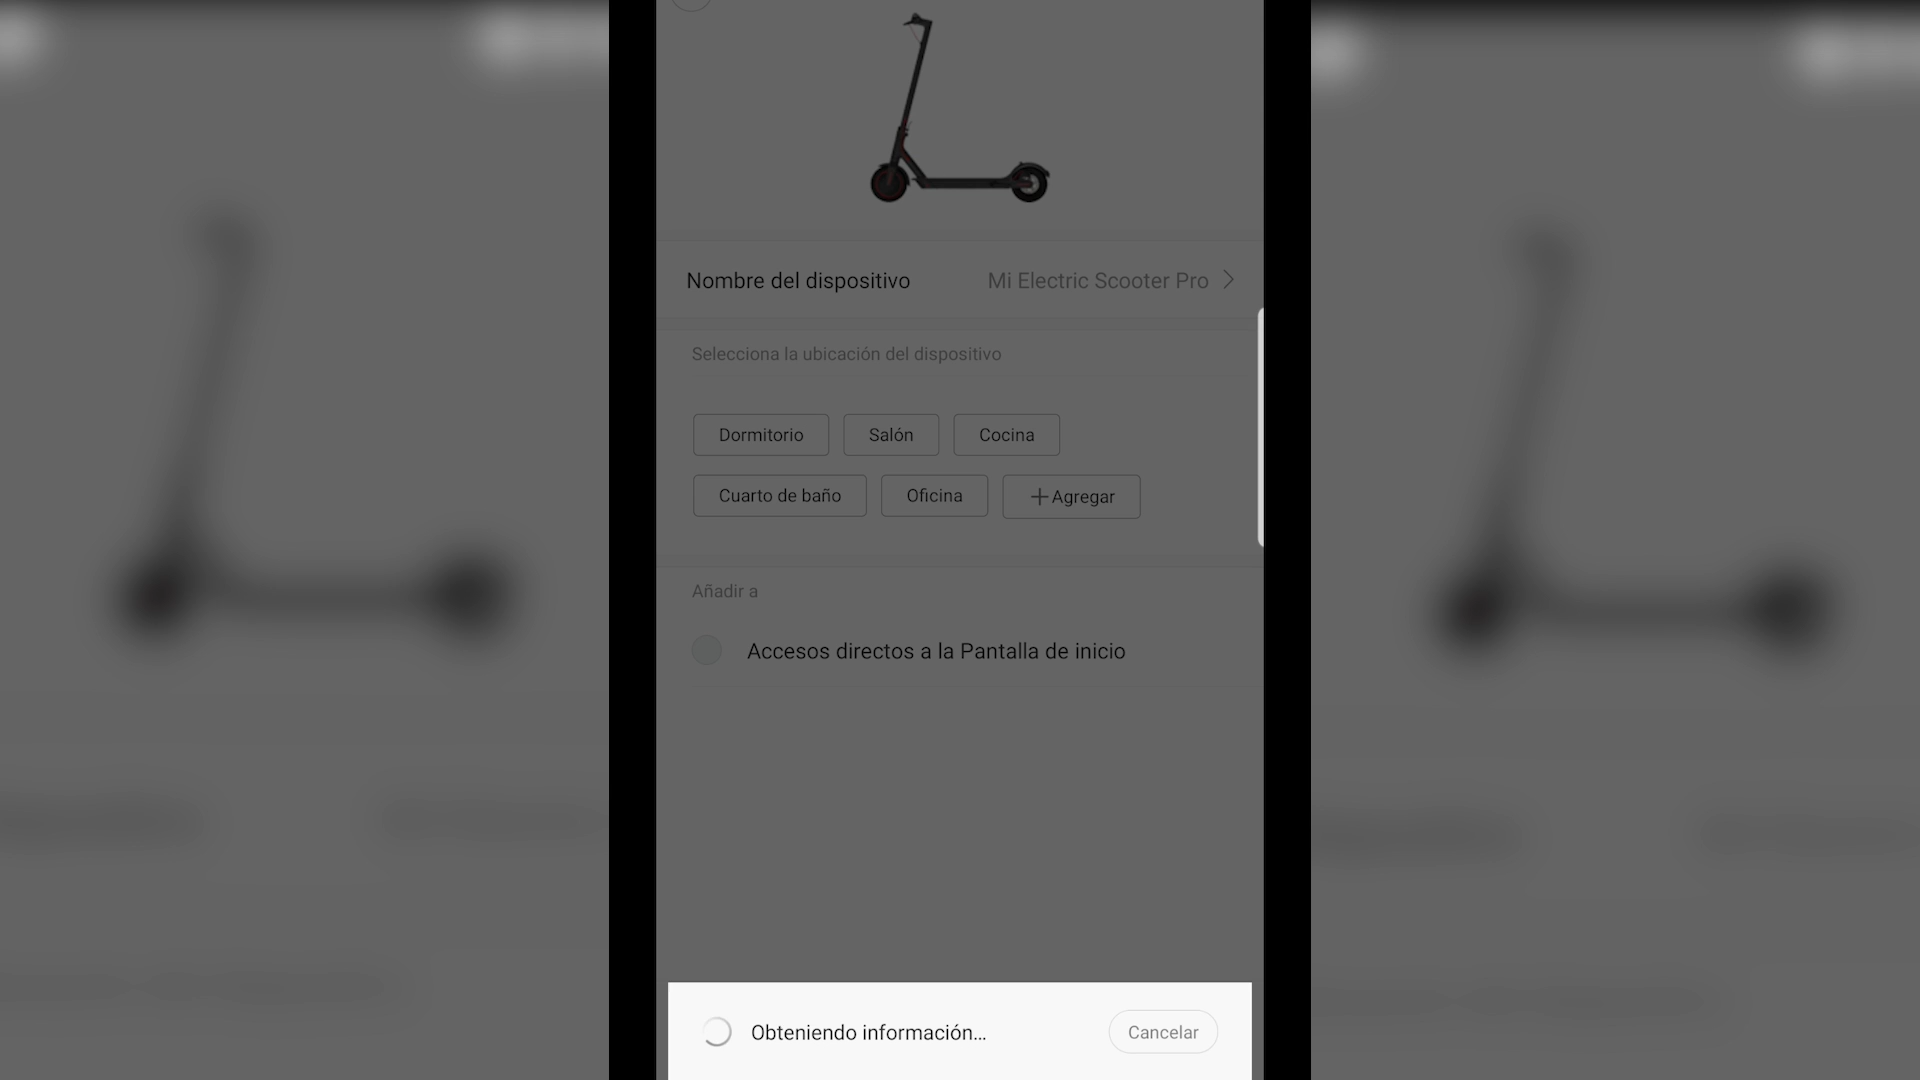 Nombre del dispositivo Mi Electric Scooter Pro
Selecciona la ubicación del dispositivo
Dormitorio Salón Cocina
Cuarto de baño Oficina +Agregar
Añadir a
Accesos directos a la Pantalla de inicio
Obteniendo información... Cancelar